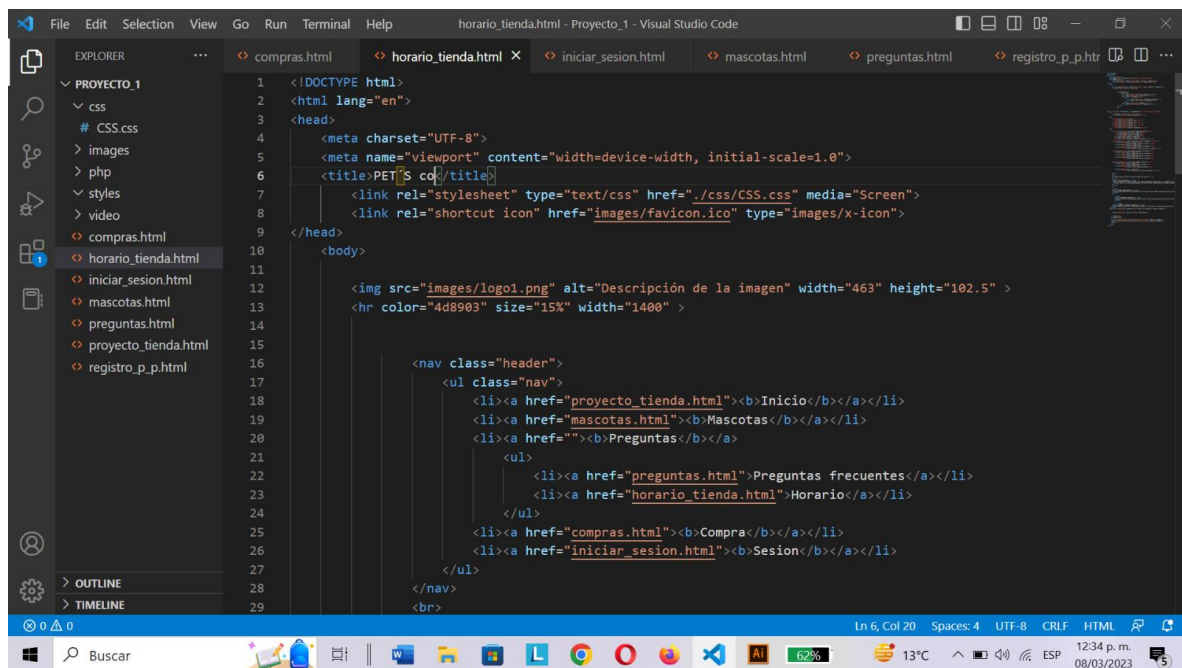 File Edit Selection View Go Run Terminal Help horario_tienda.html - Proyecto_1 - Visual Studio Code
EXPLORER ...
compras.html horario_tienda.html iniciar_sesion.html mascotas.html preguntas.html registro_p_p.htr ...
PROYECTO_1
css
# CSS.css
images
php
styles
video
compras.html
horario_tienda.html
iniciar_sesion.html
mascotas.html
preguntas.html
proyecto_tienda.html
registro_p_p.html
OUTLINE
TIMELINE
1 <!DOCTYPE html>
2 <html lang="en">
3 <head>
4 <meta charset="UTF-8">
5 <meta name="viewport" content="width=device-width, initial-scale=1.0">
6 <title>PET´S co</title>
7 <link rel="stylesheet" type="text/css" href="./css/CSS.css" media="Screen">
8 <link rel="shortcut icon" href="images/favicon.ico" type="images/x-icon">
9 </head>
10 <body>
11
12 <img src="images/logo1.png" alt="Descripción de la imagen" width="463" height="102.5" >
13 <hr color="4d8903" size="15%" width="1400" >
14
15
16 <nav class="header">
17 <ul class="nav">
18 <li><a href="proyecto_tienda.html"><b>Inicio</b></a></li>
19 <li><a href="mascotas.html"><b>Mascotas</b></a></li>
20 <li><a href=""><b>Preguntas</b></a>
21 <ul>
22 <li><a href="preguntas.html">Preguntas frecuentes</a></li>
23 <li><a href="horario_tienda.html">Horario</a></li>
24 </ul>
25 <li><a href="compras.html"><b>Compra</b></a></li>
26 <li><a href="iniciar_sesion.html"><b>Sesion</b></a></li>
27 </ul>
28 </nav>
29 <br>
1
0 0 Ln 6, Col 20 Spaces: 4 UTF-8 CRLF HTML
Buscar W L Ai 62% 13°C ESP 12:34 p. m.
08/03/2023 5